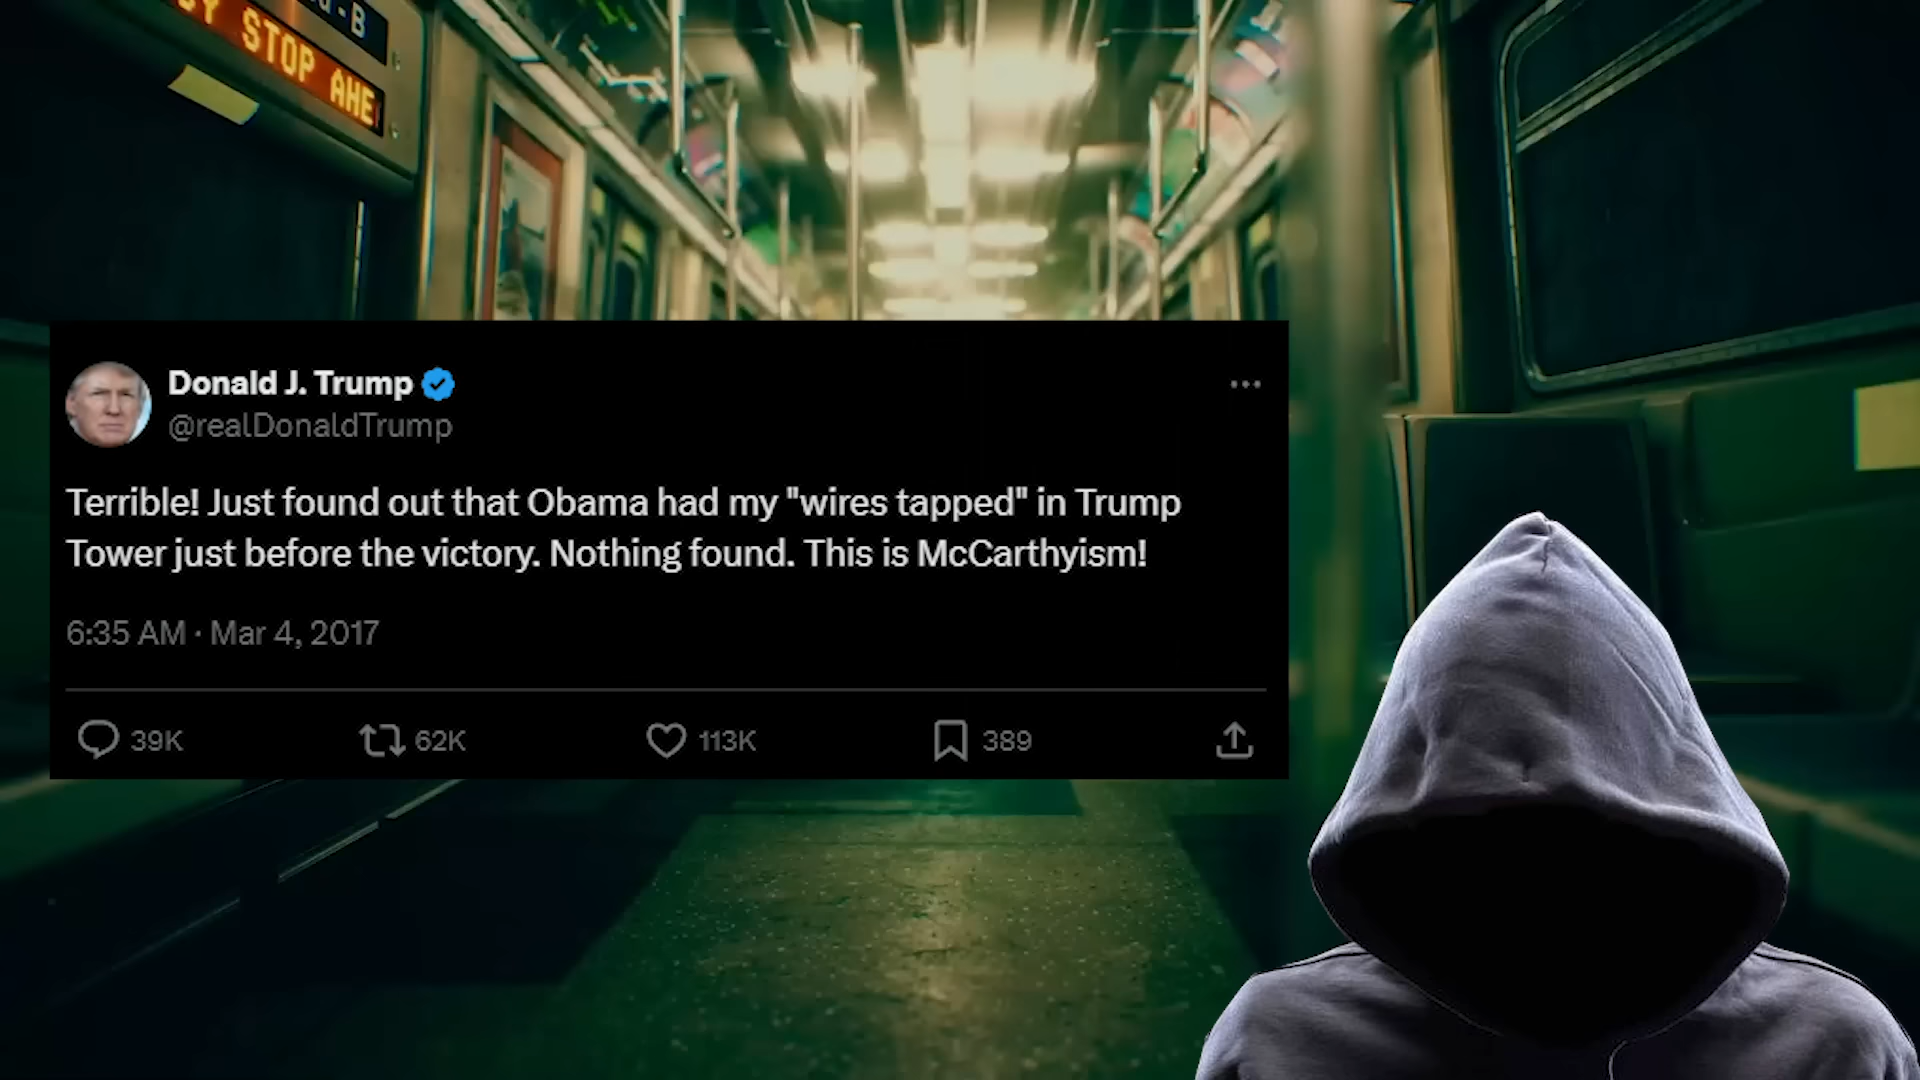 STOP AHE
Donald J. Trump
@realDonaldTrump
Terrible! Just found out that Obama had my "wires tapped" in Trump
Tower just before the victory. Nothing found. This is McCarthyism!
6:35 AM · Mar 4, 2017
39K 62K 113K 389